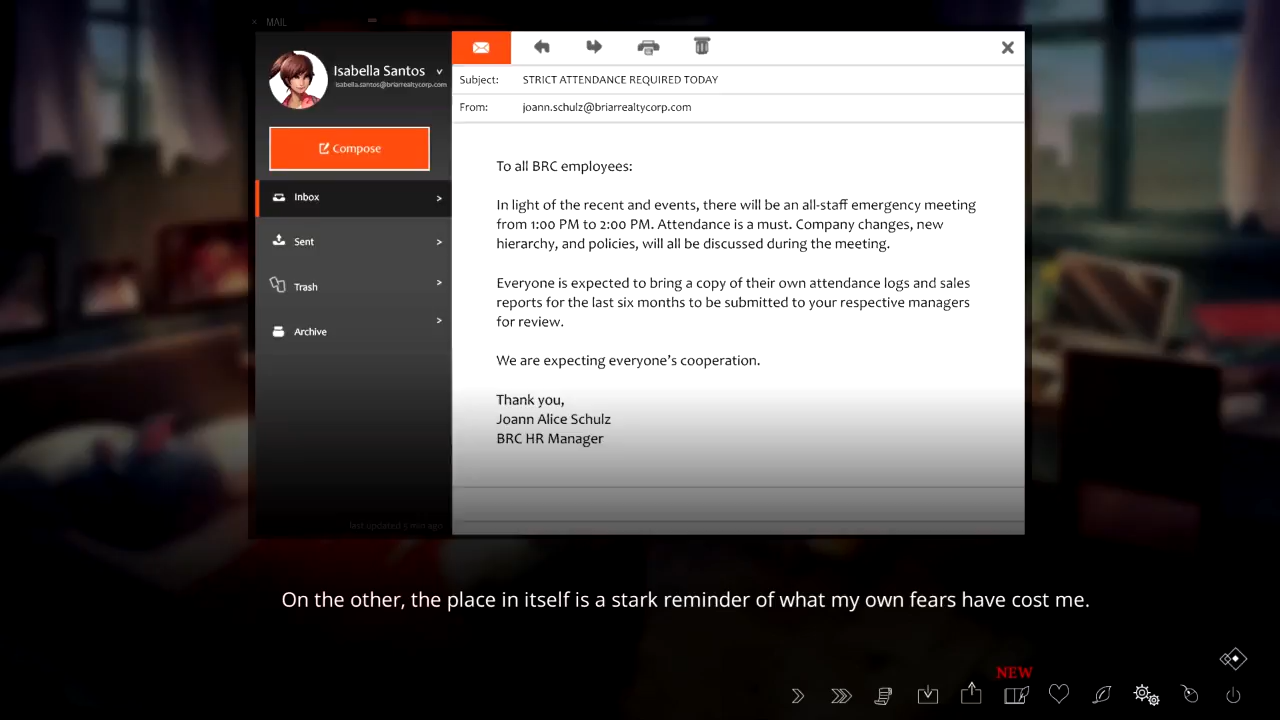 MAIL
Isabella Santos
isabella.santos@briarrealtycorp.com
Compose
Inbox
Sent
Trash
Archive
last updated 5 min ago
Subject: STRICT ATTENDANCE REQUIRED TODAY
From: joann.schulz@briarrealtycorp.com
To all BRC employees:
In light of the recent and events, there will be an all-staff emergency meeting
from 1:00 PM to 2:00 PM. Attendance is a must. Company changes, new
hierarchy, and policies, will all be discussed during the meeting.
Everyone is expected to bring a copy of their own attendance logs and sales
reports for the last six months to be submitted to your respective managers
for review.
We are expecting everyone's cooperation.
Thank you,
Joann Alice Schulz
BRC HR Manager
On the other, the place in itself is a stark reminder of what my own fears have cost me.
NEW